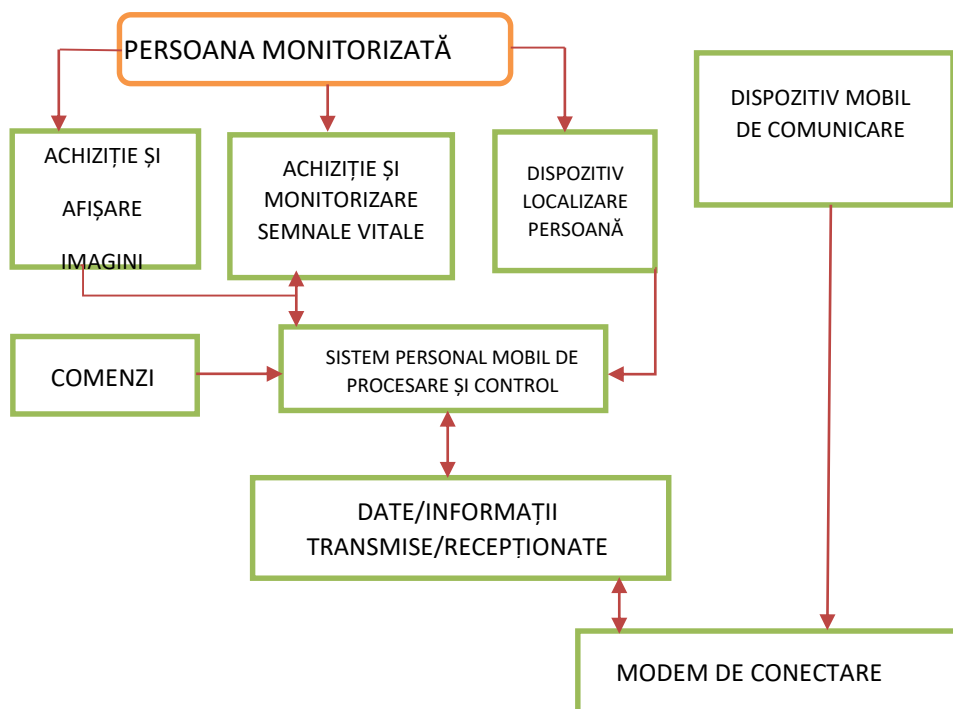 PERSOANA MONITORIZATĂ
DISPOZITIV MOBIL
DE COMUNICARE
ACHIZIȚIE ȘI
AFIȘARE
IMAGINI
ACHIZIȚIE ȘI
MONITORIZARE
SEMNALE VITALE
DISPOZITIV
LOCALIZARE
PERSOANĂ
COMENZI
SISTEM PERSONAL MOBIL DE
PROCESARE ȘI CONTROL
DATE/INFORMAȚII
TRANSMISE/RECEPȚIONATE
MODEM DE CONECTARE